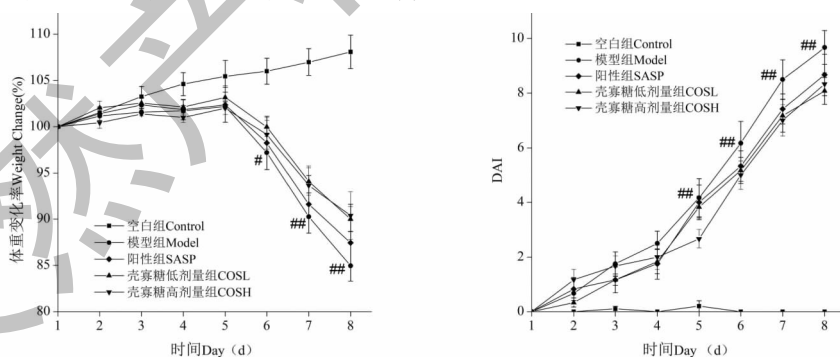 110
105
100
95
90
85
80
体重变化率Weight Change(%)
#
##
##
空白组Control
模型组Model
阳性组SASP
壳寡糖低剂量组COSL
壳寡糖高剂量组COSH
1 2 3 4 5 6 7 8
时间Day（d）
10
8
6
4
2
0
DAI
空白组Control
模型组Model
阳性组SASP
壳寡糖低剂量组COSL
壳寡糖高剂量组COSH
##
##
##
##
1 2 3 4 5 6 7 8
时间Day （d）